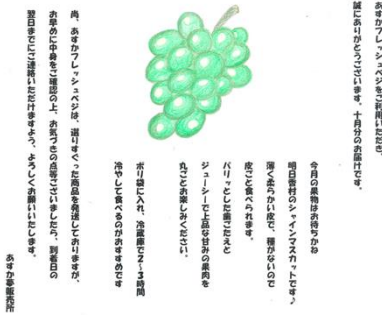 あすかフレッシュベジをご利用いただき、
誠にありがとうございます。十月分のお届けです。
今月の果物はお待ちかね
明日香村のシャインマスカットです♪
薄く柔らかい皮で、種がないので
皮ごと食べられます。
パリッとした歯ごたえと
ジューシーで上品な甘みの果肉を
丸ごとお楽しみください。
ポリ袋に入れ、冷蔵庫で2~3時間
冷やして食べるのがおすすめです
尚、あすかフレッシュベジは、選りすぐった商品を発送しておりますが、
お早めに中身をご確認の上、お気づきの点等ございましたら、到着日の
翌日までにご連絡いただけますよう、よろしくお願いいたします。
あすか夢販売所